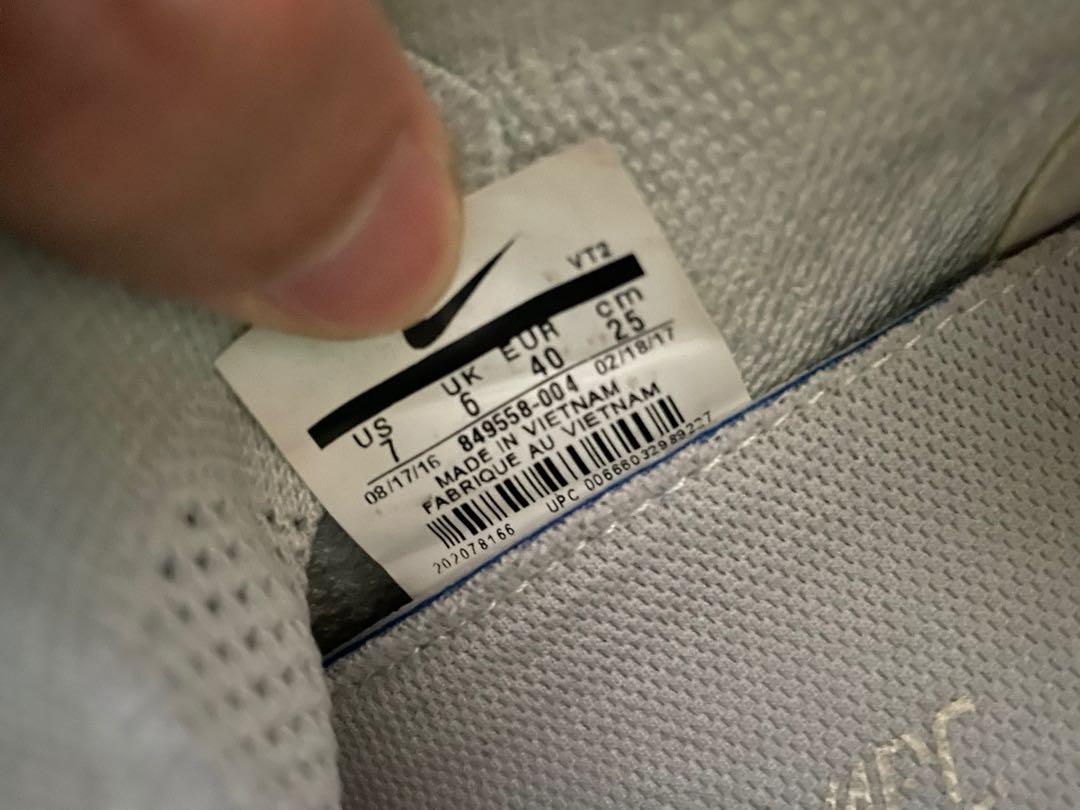 VT2
US UK EUR cm
7 6 40 25
08/17/16 849558-004 02/18/17
MADE IN VIETNAM
FABRIQUE AU VIETNAM
202078166 UPC 00666032989227